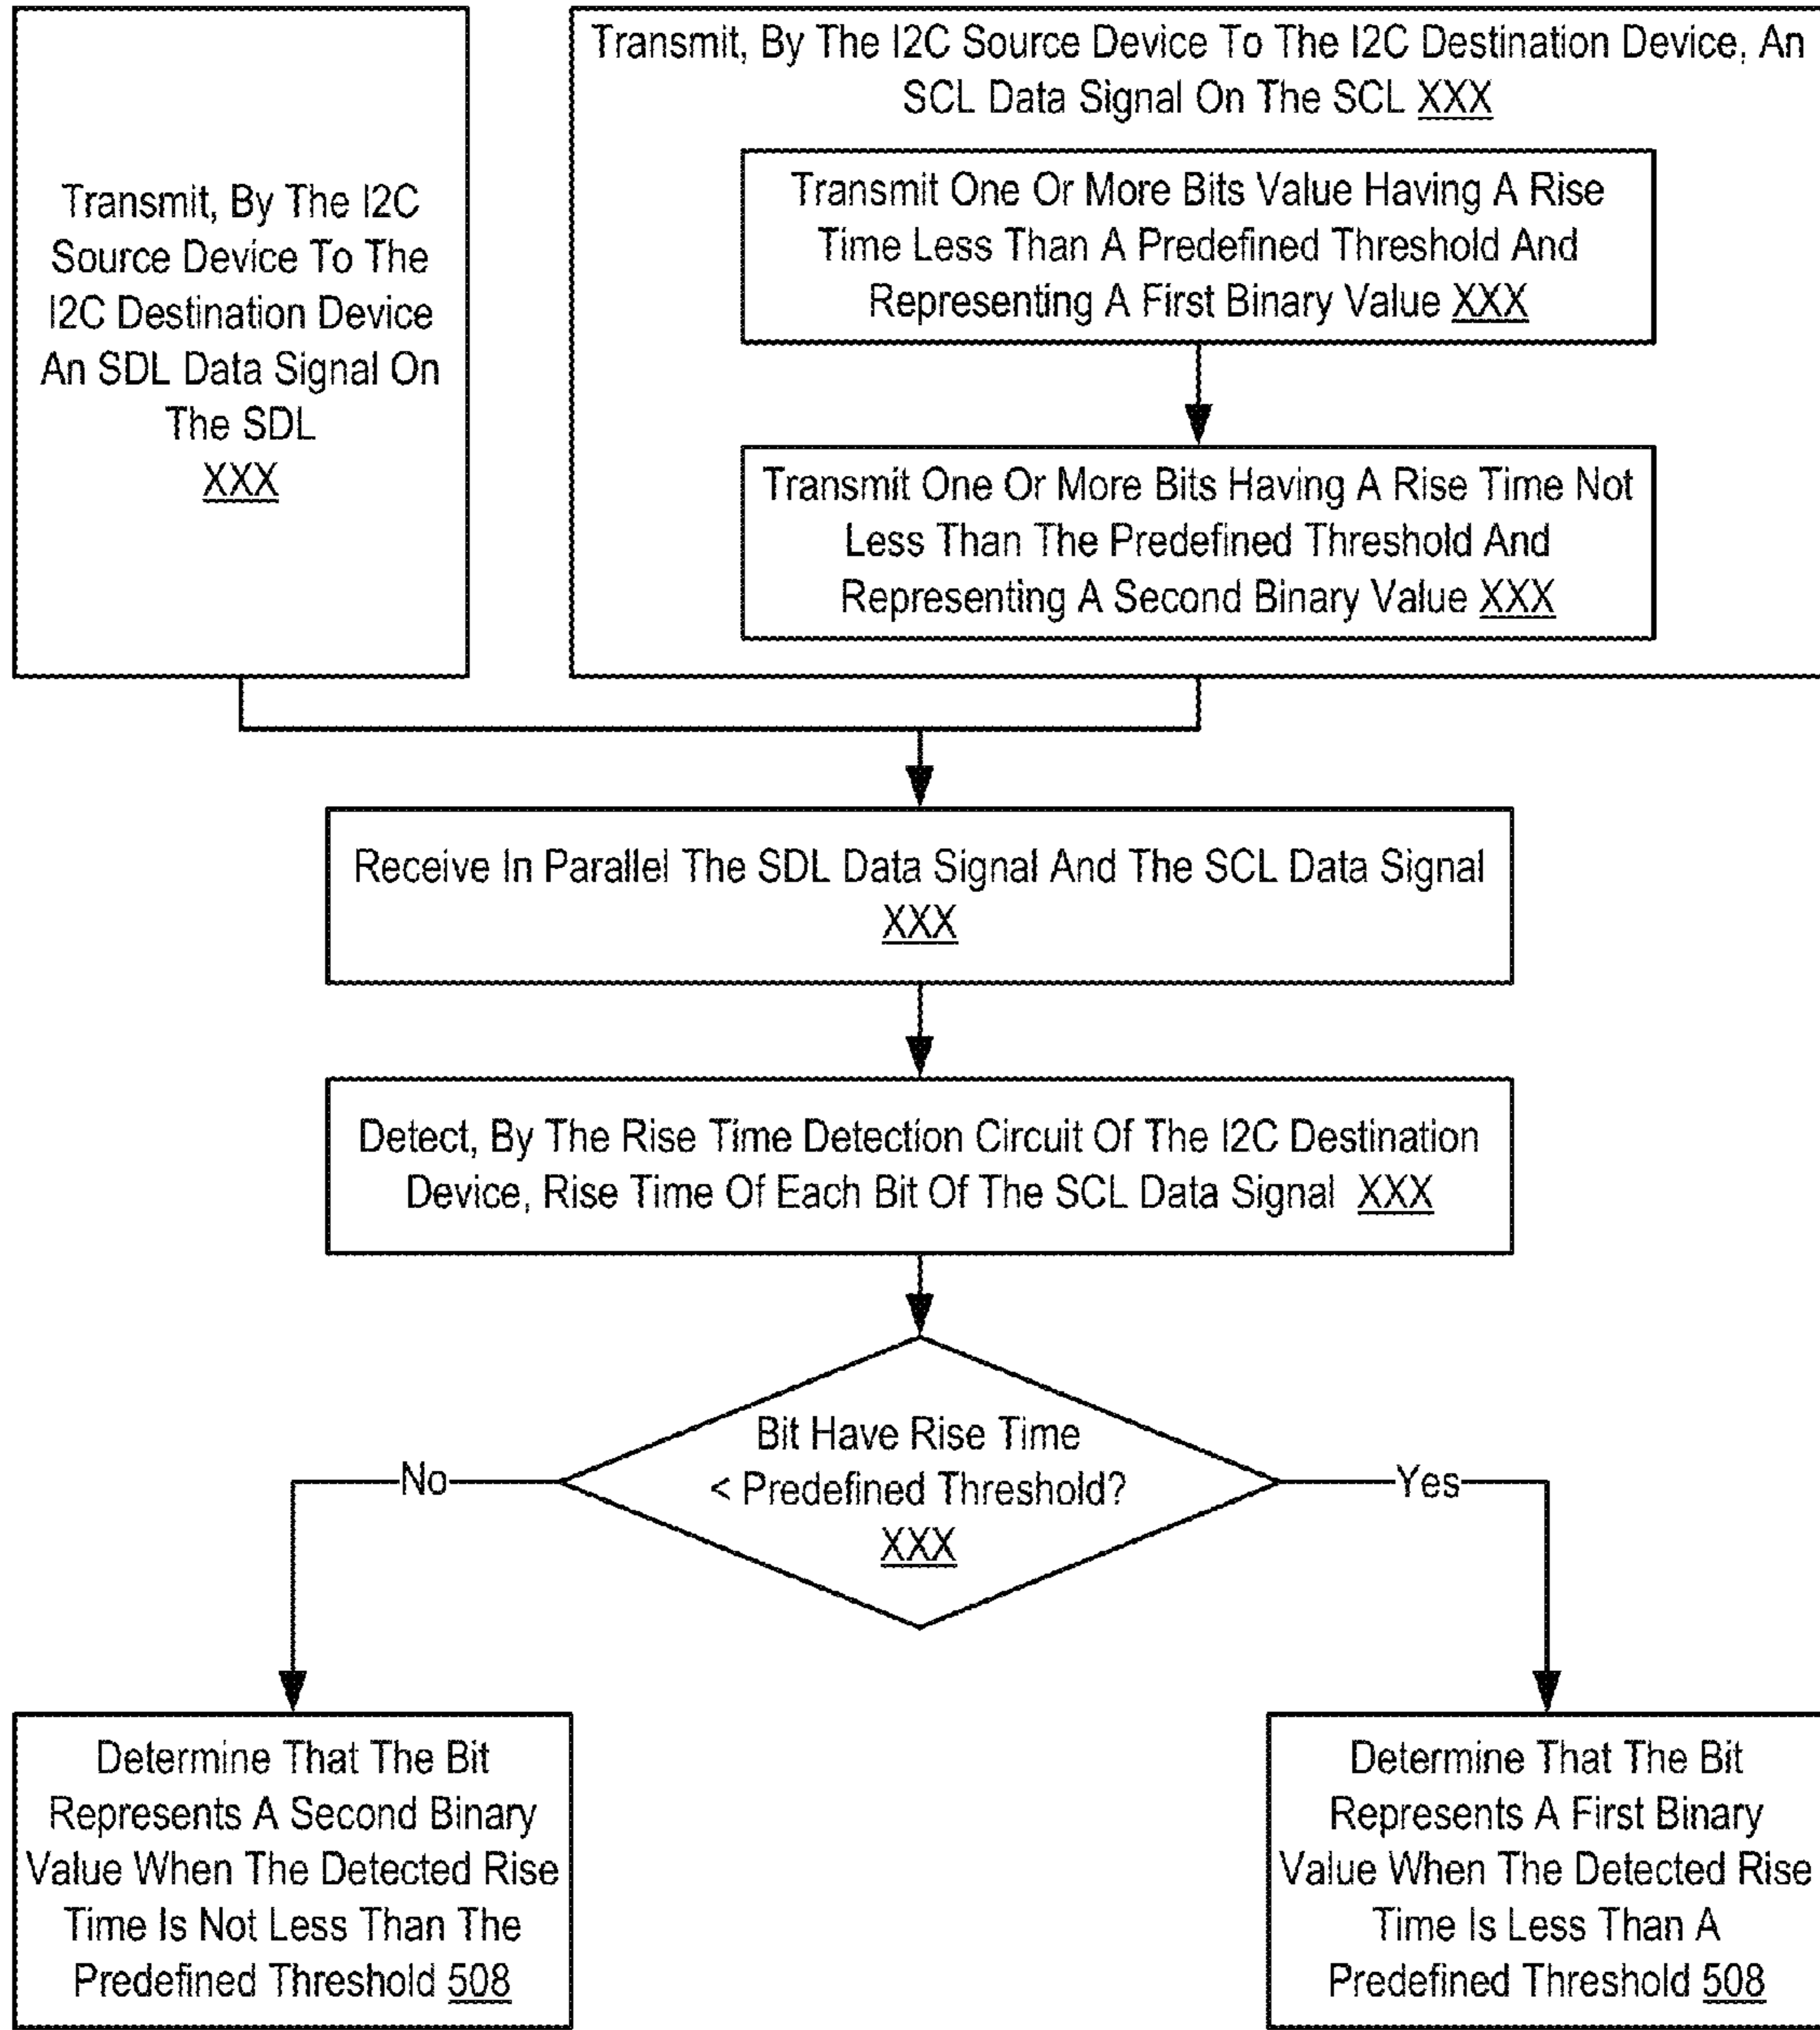 Transmit, By The I2C
Source Device To The
I2C Destination Device
An SDL Data Signal On
The SDL
XXX
Transmit, By The I2C Source Device To The I2C Destination Device, An
SCL Data Signal On The SCL XXX
Transmit One Or More Bits Value Having A Rise
Time Less Than A Predefined Threshold And
Representing A First Binary Value XXX
Transmit One Or More Bits Having A Rise Time Not
Less Than The Predefined Threshold And
Representing A Second Binary Value XXX
Receive In Parallel The SDL Data Signal And The SCL Data Signal
XXX
Detect, By The Rise Time Detection Circuit Of The I2C Destination
Device, Rise Time Of Each Bit Of The SCL Data Signal XXX
Bit Have Rise Time
< Predefined Threshold?
XXX
No
Yes
Determine That The Bit
Represents A Second Binary
Value When The Detected Rise
Time Is Not Less Than The
Predefined Threshold 508
Determine That The Bit
Represents A First Binary
Value When The Detected Rise
Time Is Less Than A
Predefined Threshold 508